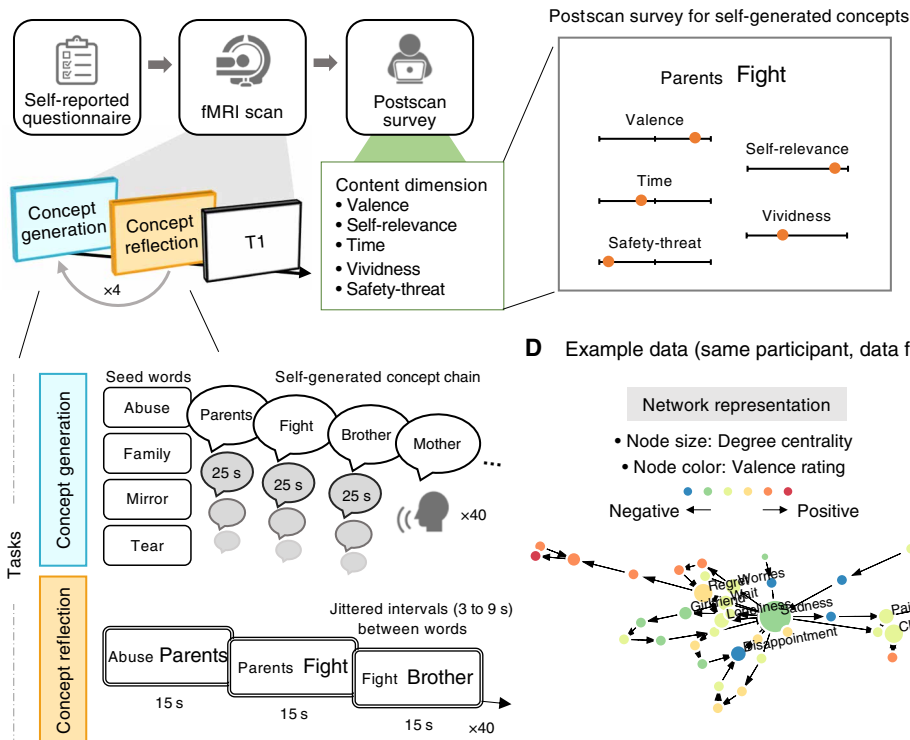 Postscan survey for self-generated concepts
Self-reported
questionnaire
fMRI scan
Postscan
survey
Parents Fight
Valence
Self-relevance
Time
Vividness
Safety-threat
Concept
generation
Concept
reflection
T1
×4
Content dimension
• Valence
• Self-relevance
• Time
• Vividness
• Safety-threat
Tasks
Concept generation
Seed words
Self-generated concept chain
Abuse
Family
Mirror
Tear
Parents
Fight
Brother
Mother
...
25 s
25 s
25 s
×40
Concept reflection
Jittered intervals (3 to 9 s)
between words
Abuse Parents
Parents Fight
Fight Brother
15 s
15 s
15 s
×40
D Example data (same participant, data f
Network representation
• Node size: Degree centrality
• Node color: Valence rating
Negative
Positive
Regret
Worries
Wait
Girlfriend
Loneliness
Sadness
Disappointment
Pai